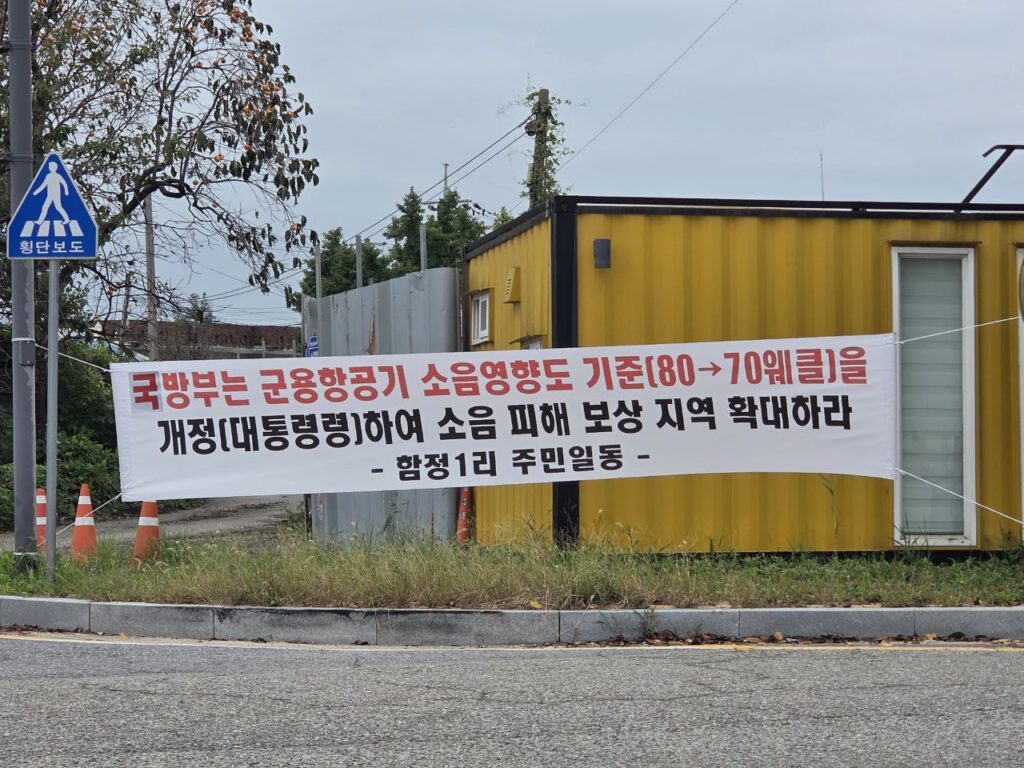 횡단보도
국방부는 군용항공기 소음영향도 기준(80→70웨클)을
개정(대통령령)하여 소음 피해 보상 지역 확대하라
- 함정1리 주민일동 -